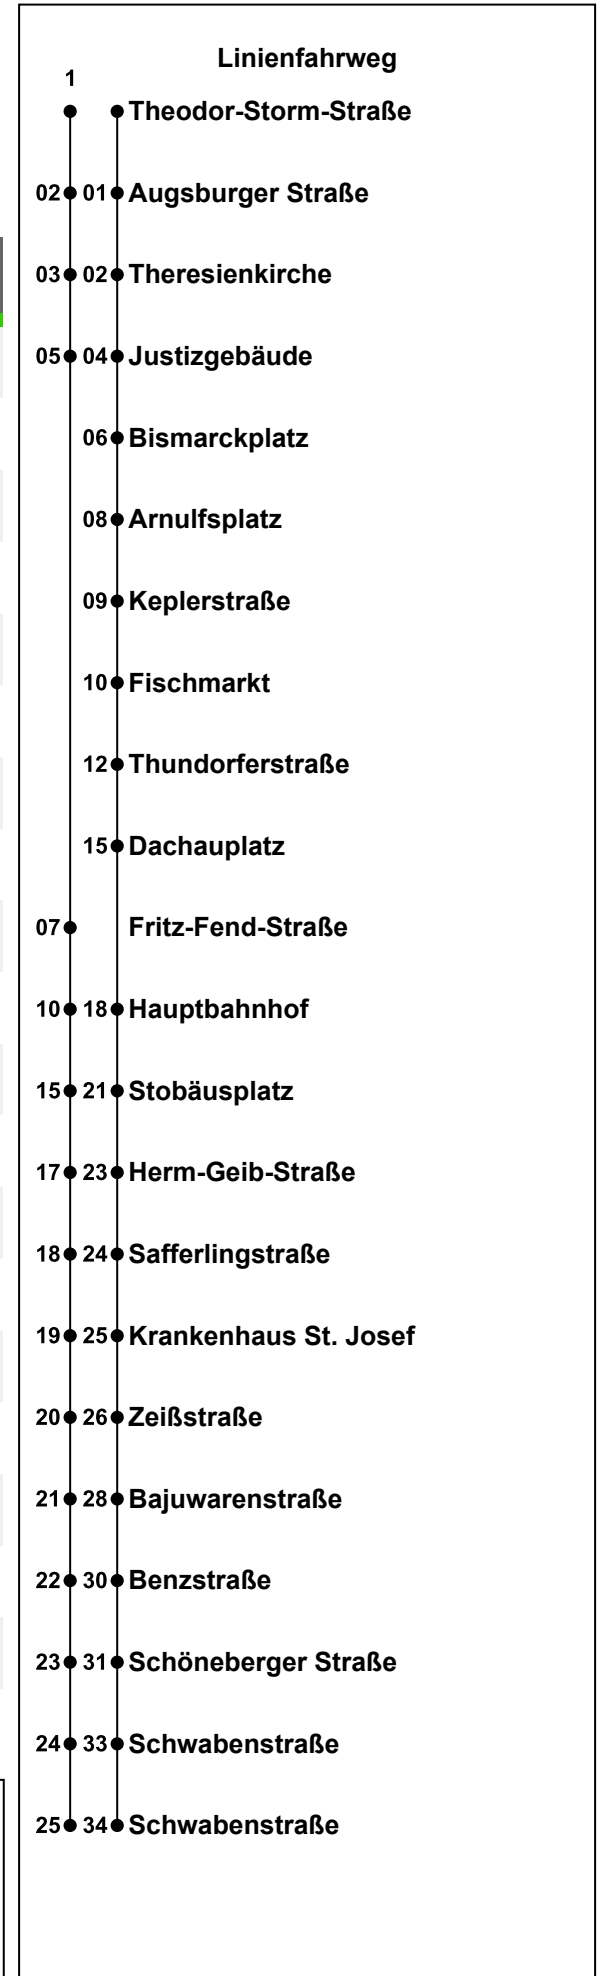 Linienfahrweg
1
Theodor-Storm-Straße
02 01 Augsburger Straße
03 02 Theresienkirche
05 04 Justizgebäude
06 Bismarckplatz
08 Arnulfsplatz
09 Keplerstraße
10 Fischmarkt
12 Thundorferstraße
15 Dachauplatz
07 Fritz-Fend-Straße
10 18 Hauptbahnhof
15 21 Stobäusplatz
17 23 Herm-Geib-Straße
18 24 Safferlingstraße
19 25 Krankenhaus St. Josef
20 26 Zeißstraße
21 28 Bajuwarenstraße
22 30 Benzstraße
23 31 Schöneberger Straße
24 33 Schwabenstraße
25 34 Schwabenstraße